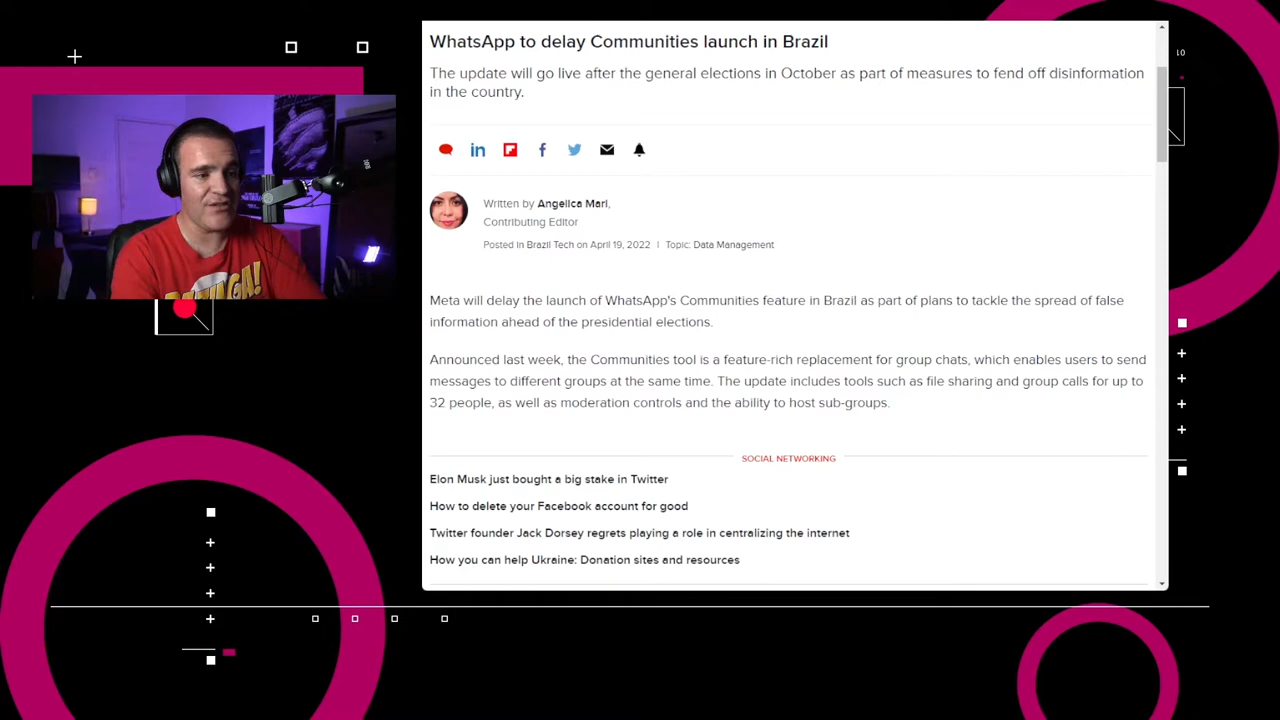 WhatsApp to delay Communities launch in Brazil
The update will go live after the general elections in October as part of measures to fend off disinformation
in the country.
Written by Angelica Mari,
Contributing Editor
Posted in Brazil Tech on April 19, 2022 | Topic: Data Management
Meta will delay the launch of WhatsApp's Communities feature in Brazil as part of plans to tackle the spread of false
information ahead of the presidential elections.
Announced last week, the Communities tool is a feature-rich replacement for group chats, which enables users to send
messages to different groups at the same time. The update includes tools such as file sharing and group calls for up to
32 people, as well as moderation controls and the ability to host sub-groups.
SOCIAL NETWORKING
Elon Musk just bought a big stake in Twitter
How to delete your Facebook account for good
Twitter founder Jack Dorsey regrets playing a role in centralizing the internet
How you can help Ukraine: Donation sites and resources